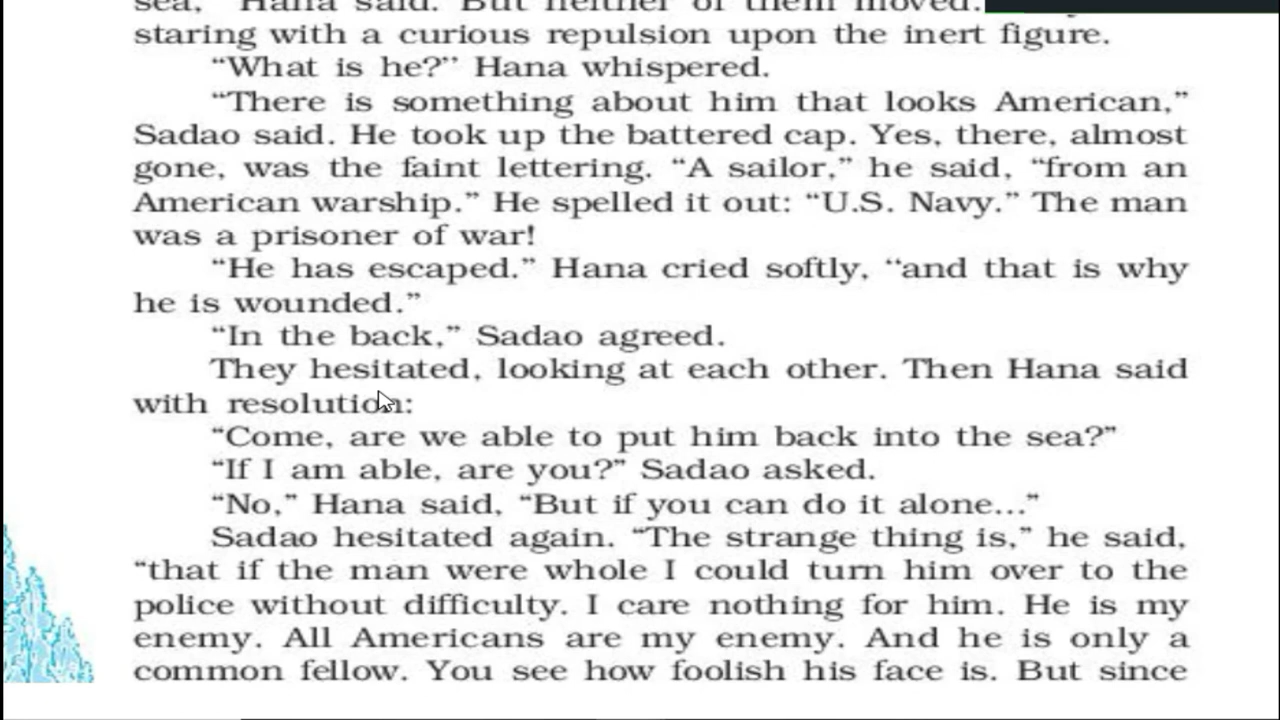 sea," Hana said. But neither of them moved.
staring with a curious repulsion upon the inert figure.
“What is he?’’ Hana whispered.
“There is something about him that looks American,”
Sadao said. He took up the battered cap. Yes, there, almost
gone, was the faint lettering. “A sailor,” he said, “from an
American warship.” He spelled it out: “U.S. Navy.” The man
was a prisoner of war!
“He has escaped.” Hana cried softly, ‘‘and that is why
he is wounded.”
“In the back,” Sadao agreed.
They hesitated, looking at each other. Then Hana said
with resolution:
“Come, are we able to put him back into the sea?”
“If I am able, are you?” Sadao asked.
“No,” Hana said, “But if you can do it alone...”
Sadao hesitated again. “The strange thing is,” he said,
“that if the man were whole I could turn him over to the
police without difficulty. I care nothing for him. He is my
enemy. All Americans are my enemy. And he is only a
common fellow. You see how foolish his face is. But since